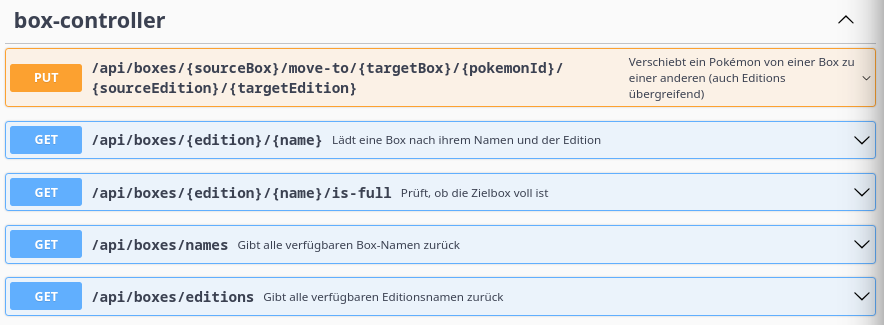 box-controller
PUT
/api/boxes/{sourceBox}/move-to/{targetBox}/{pokemonId}/
{sourceEdition}/{targetEdition}
Verschiebt ein Pokémon von einer Box zu
einer anderen (auch Editions
übergreifend)
GET /api/boxes/{edition}/{name} Lädt eine Box nach ihrem Namen und der Edition
GET /api/boxes/{edition}/{name}/is-full Prüft, ob die Zielbox voll ist
GET /api/boxes/names Gibt alle verfügbaren Box-Namen zurück
GET /api/boxes/editions Gibt alle verfügbaren Editionsnamen zurück